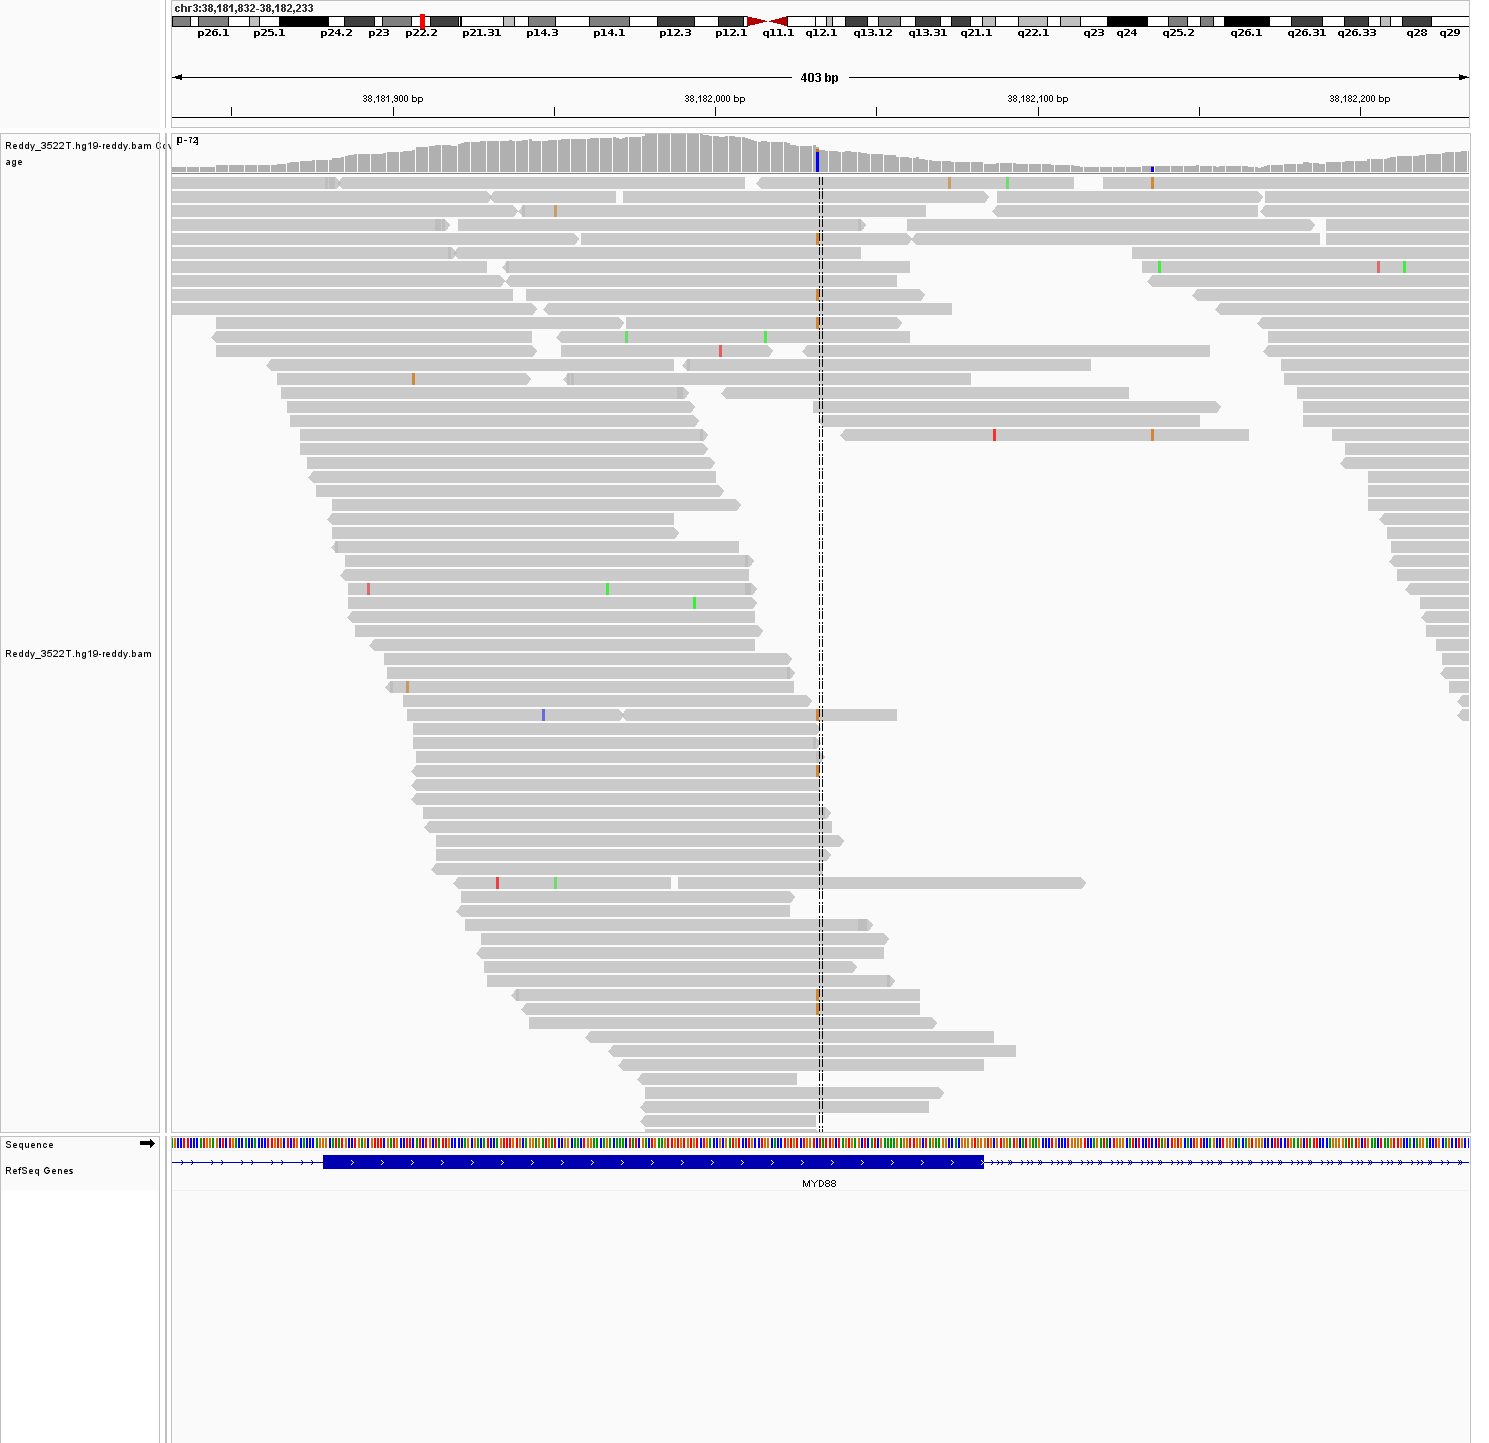 chr3:38,181,832-38,182,233
p26.1 p25.1 p24.2 p23 p22.2 p21.31 p14.3 p14.1 p12.3 p12.1 q11.1 q12.1 q13.12 q13.31 q21.1 q22.1 q23 q24 q25.2 q26.1 q26.31 q26.33 q28 q29
403 bp
38,181,900 bp 38,182,000 bp 38,182,100 bp 38,182,200 bp
Reddy_3522T.hg19-reddy.bam
age
[0-72]
Reddy_3522T.hg19-reddy.bam
Sequence
RefSeq Genes
MYD88